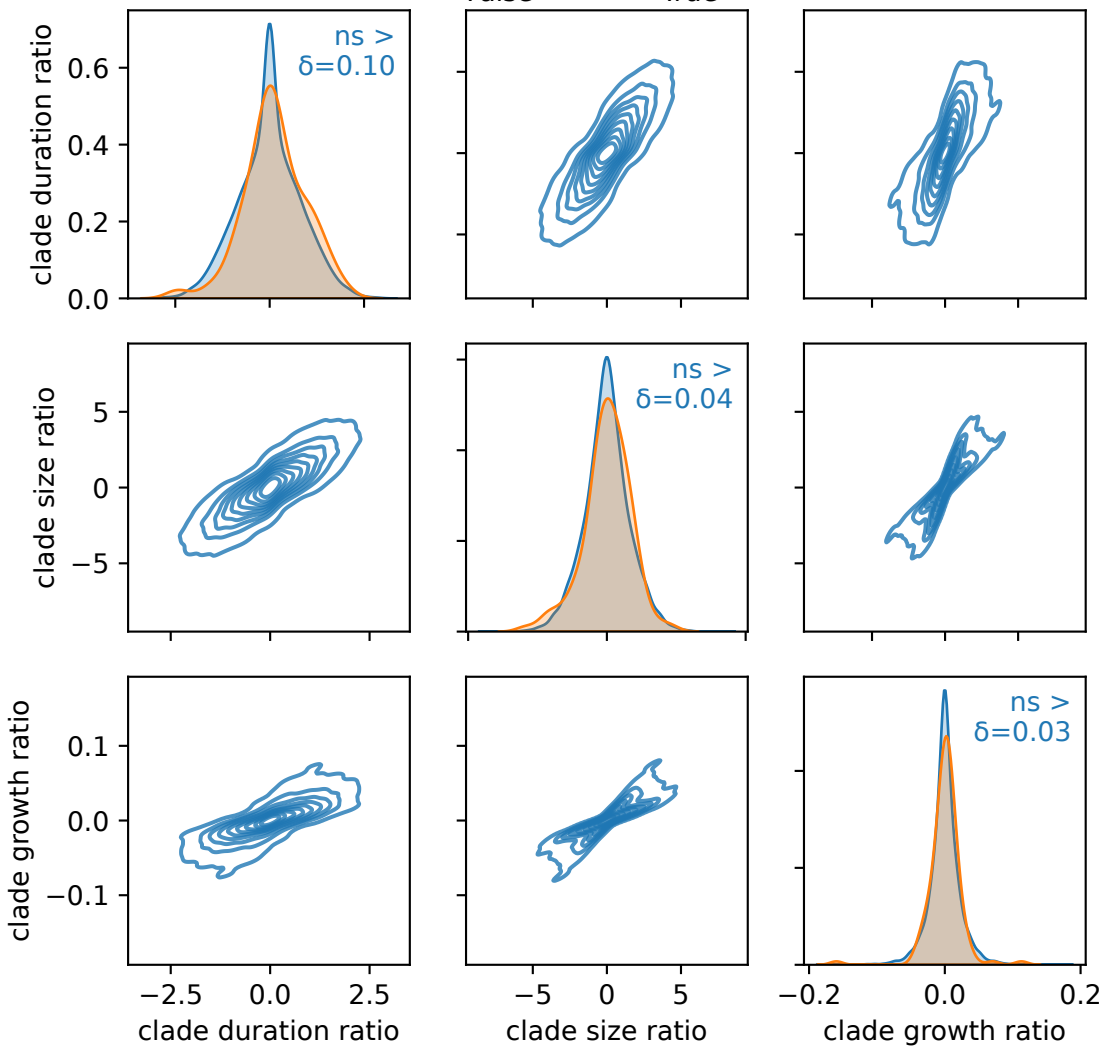 clade duration ratio
0.6
0.4
0.2
0.0
ns >
δ=0.10
clade size ratio
5
0
−5
ns >
δ=0.04
clade growth ratio
0.1
0.0
−0.1
ns >
δ=0.03
−2.5 0.0 2.5
−5 0 5
−0.2 0.0 0.2
clade duration ratio
clade size ratio
clade growth ratio